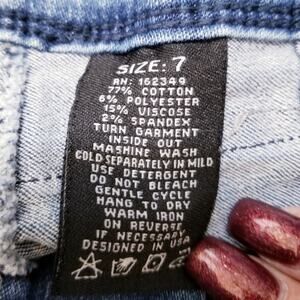 SIZE: 7
RN: 162349
77% COTTON
6% POLYESTER
15% VISCOSE
2% SPANDEX
TURN GARMENT
INSIDE OUT
MASHINE WASH
COLD SEPARATELY IN MILD
USE DETERGENT
DO NOT BLEACH
GENTLE CYCLE
HANG TO DRY
WARM IRON
ON REVERSE
IF NECESSARY
DESIGNED IN USA